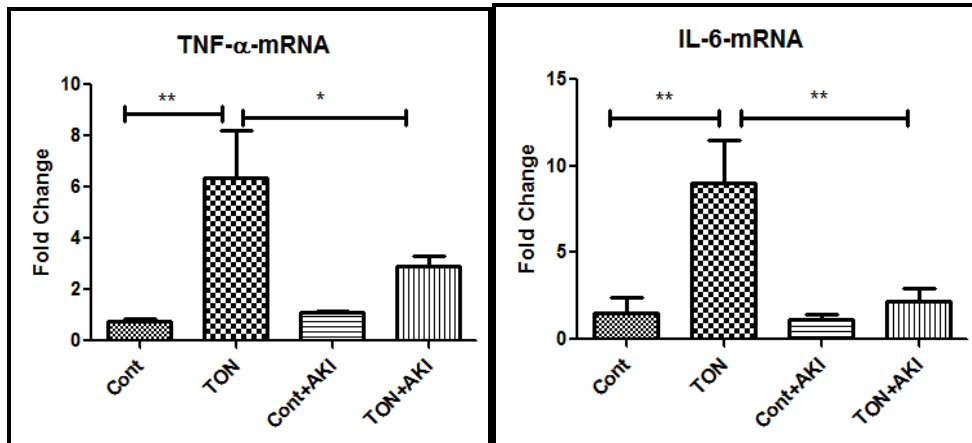 TNF-α-mRNA
Fold Change
10
8
6
4
2
0
** *
Cont
TON
Cont+AKI
TON+AKI
IL-6-mRNA
Fold Change
15
10
5
0
** **
Cont
TON
Cont+AKI
TON+AKI